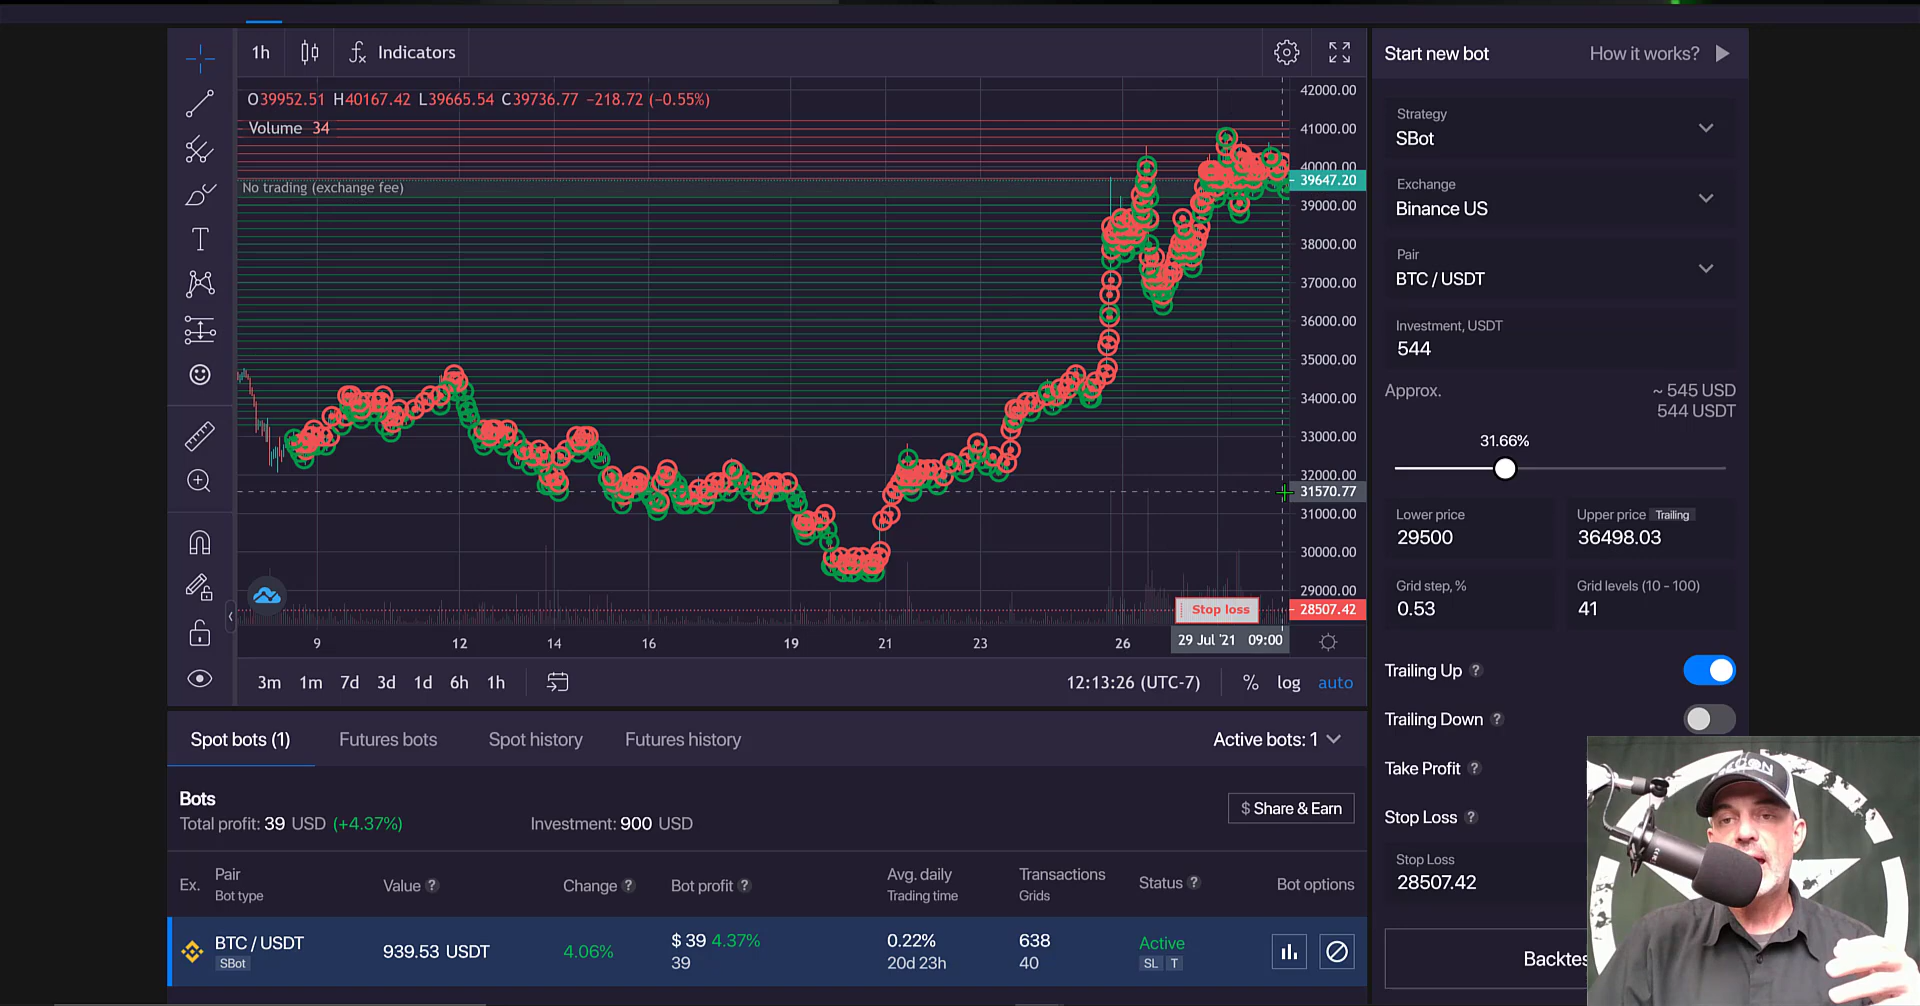 1h
Indicators
Start new bot
How it works?
O39952.51 H40167.42 L39665.54 C39736.77 −218.72 (−0.55%)
Volume 34
No trading (exchange fee)
42000.00
41000.00
40000.00
39647.20
39000.00
38000.00
37000.00
36000.00
35000.00
34000.00
33000.00
32000.00
31570.77
31000.00
30000.00
29000.00
28507.42
Stop loss
9 12 14 16 19 21 23 26 29 Jul '21 09:00
3m 1m 7d 3d 1d 6h 1h
12:13:26 (UTC-7) % log auto
Strategy
SBot
Exchange
Binance US
Pair
BTC / USDT
Investment, USDT
544
Approx. ~ 545 USD
544 USDT
31.66%
Lower price
29500
Upper price Trailing
36498.03
Grid step, %
0.53
Grid levels (10 - 100)
41
Trailing Up ?
Trailing Down ?
Take Profit ?
Stop Loss ?
Stop Loss
28507.42
Backtes
Spot bots (1) Futures bots Spot history Futures history Active bots: 1
Bots
Total profit: 39 USD (+4.37%) Investment: 900 USD
$ Share & Earn
Ex. Pair Value ? Change ? Bot profit ? Avg. daily Transactions Status ? Bot options
Bot type Trading time Grids
BTC / USDT 939.53 USDT 4.06% $ 39 4.37% 0.22% 638 Active
SBot 39 20d 23h 40 SL T